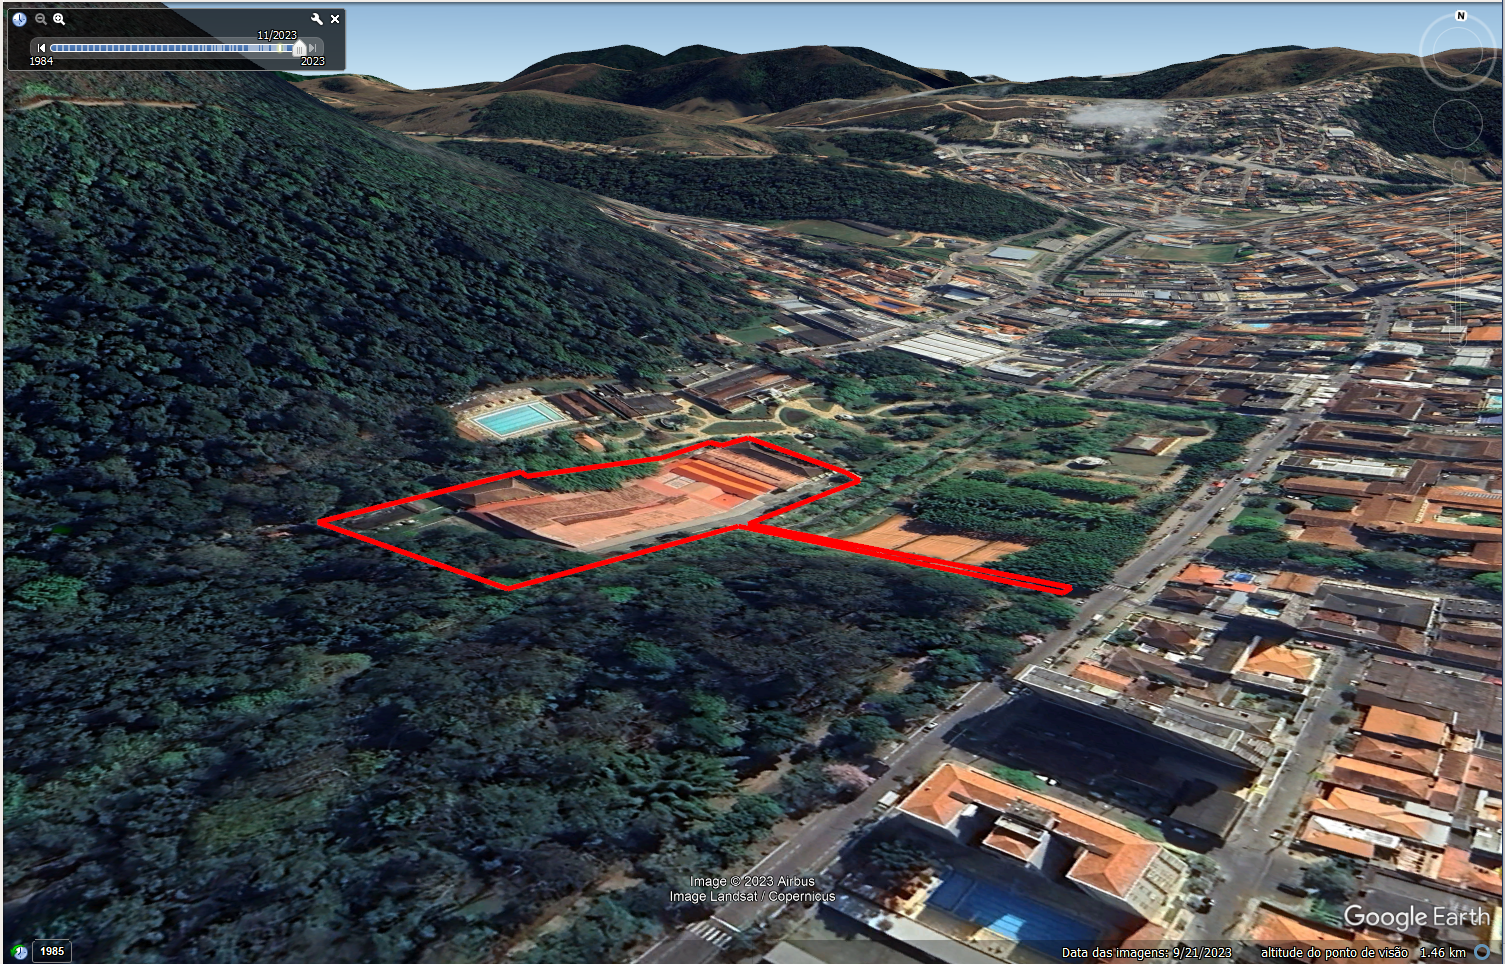 11/2023
1984
2023
N
Image © 2023 Airbus
Image Landsat / Copernicus
Google Earth
1985
Data das imagens: 9/21/2023 altitude do ponto de visão 1.46 km